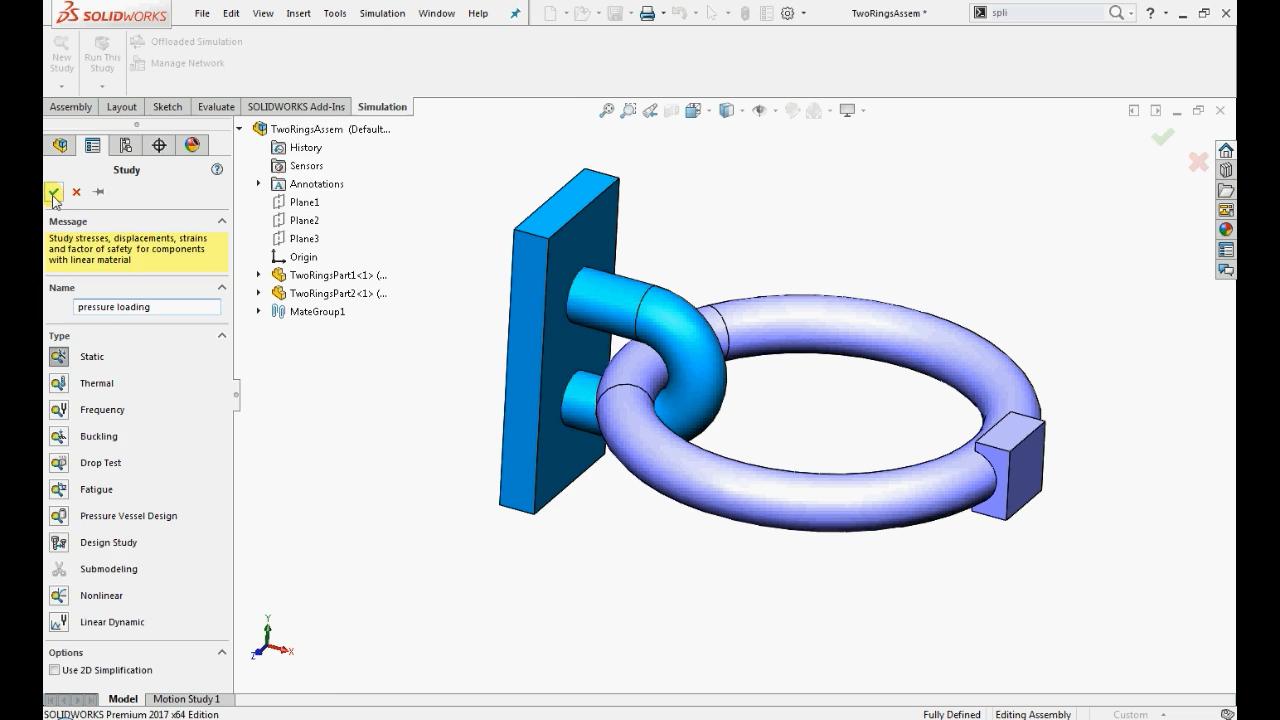 SOLIDWORKS
File Edit View Insert Tools Simulation Window Help
TwoRingsAssem *
spli
New Study
Run This Study
Offloaded Simulation
Manage Network
Assembly Layout Sketch Evaluate SOLIDWORKS Add-Ins Simulation
Study
Message
Study stresses, displacements, strains
and factor of safety for components
with linear material
Name
pressure loading
Type
Static
Thermal
Frequency
Buckling
Drop Test
Fatigue
Pressure Vessel Design
Design Study
Submodeling
Nonlinear
Linear Dynamic
Options
Use 2D Simplification
TwoRingsAssem (Default...
History
Sensors
Annotations
Plane1
Plane2
Plane3
Origin
TwoRingsPart1<1> (...
TwoRingsPart2<1> (...
MateGroup1
Y
X
Z
Model Motion Study 1
SOLIDWORKS Premium 2017 x64 Edition
Fully Defined Editing Assembly Custom